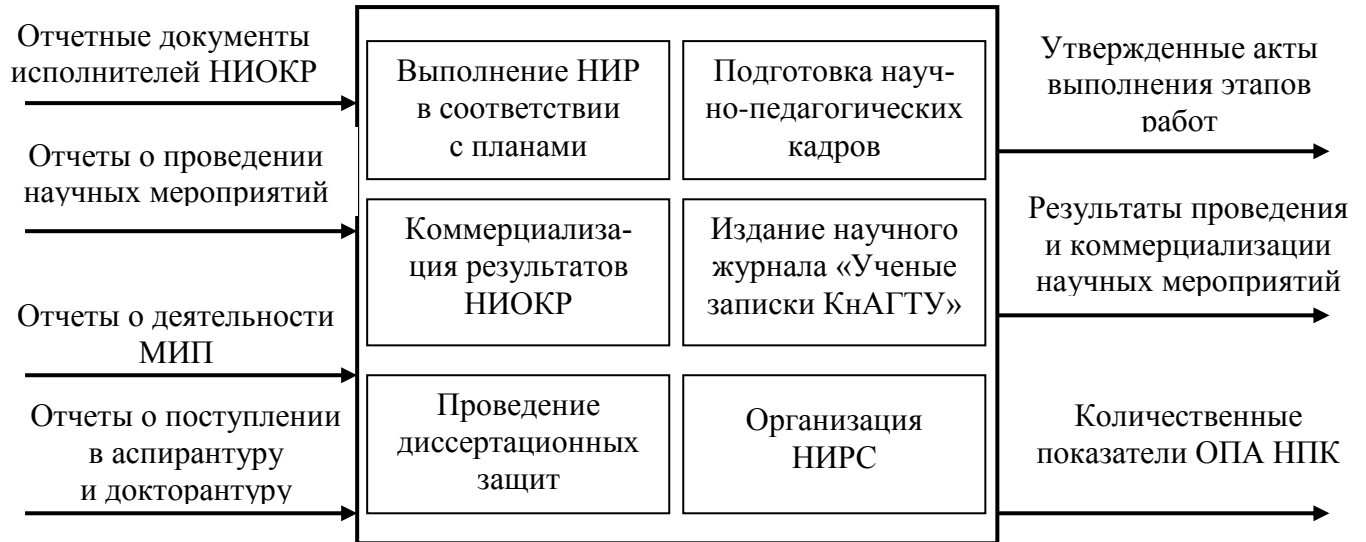 Отчетные документы
исполнителей НИОКР
Отчеты о проведении
научных мероприятий
Отчеты о деятельности
МИП
Отчеты о поступлении
в аспирантуру
и докторантуру
Выполнение НИР
в соответствии
с планами
Подготовка науч-
но-педагогических
кадров
Коммерциализа-
ция результатов
НИОКР
Издание научного
журнала «Ученые
записки КнАГТУ»
Проведение
диссертационных
защит
Организация
НИРС
Утвержденные акты
выполнения этапов
работ
Результаты проведения
и коммерциализации
научных мероприятий
Количественные
показатели ОПА НПК